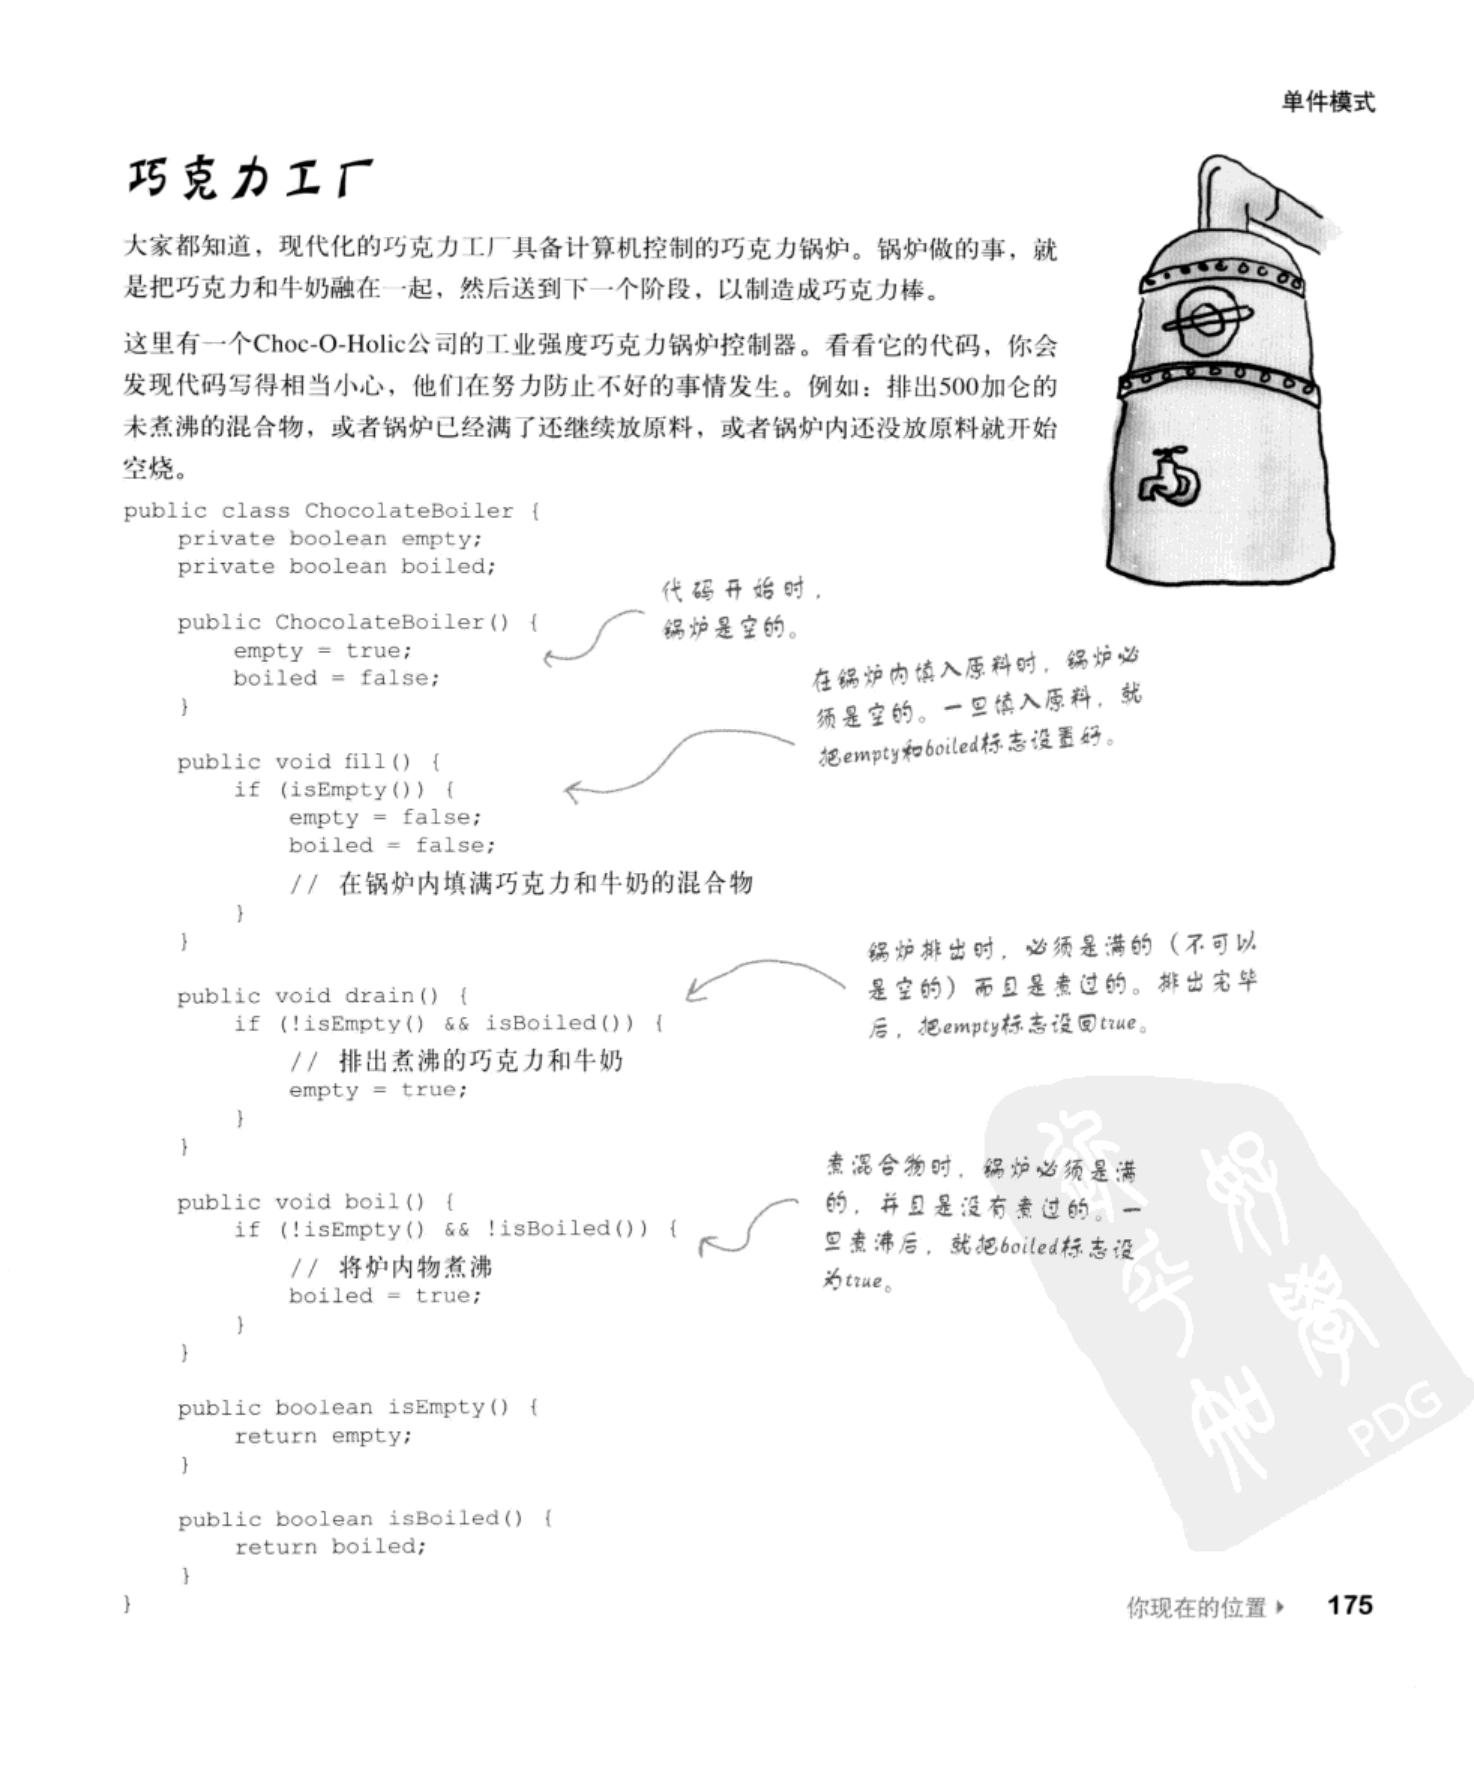 单件模式
巧克力工厂
大家都知道，现代化的巧克力工厂具备计算机控制的巧克力锅炉。锅炉做的事，就
是把巧克力和牛奶融在一起，然后送到下一个阶段，以制造成巧克力棒。
这里有一个Choc-O-Holic公司的工业强度巧克力锅炉控制器。看看它的代码，你会
发现代码写得相当小心，他们在努力防止不好的事情发生。例如：排出500加仑的
未煮沸的混合物，或者锅炉已经满了还继续放原料，或者锅炉内还没放原料就开始
空烧。
public class ChocolateBoiler {
    private boolean empty;
    private boolean boiled;
代码开始时，
锅炉是空的。
    public ChocolateBoiler() {
        empty = true;
        boiled = false;
    }
在锅炉内填入原料时，锅炉必
须是空的。一旦填入原料，就
把empty和boiled标志设置好。
    public void fill() {
        if (isEmpty()) {
            empty = false;
            boiled = false;
            // 在锅炉内填满巧克力和牛奶的混合物
        }
    }
锅炉排出时，必须是满的（不可以
是空的）而且是煮过的。排出完毕
后，把empty标志设回true。
    public void drain() {
        if (!isEmpty() && isBoiled()) {
            // 排出煮沸的巧克力和牛奶
            empty = true;
        }
    }
煮混合物时，锅炉必须是满
的，并且是没有煮过的。一
旦煮沸后，就把boiled标志设
为true。
    public void boil() {
        if (!isEmpty() && !isBoiled()) {
            // 将炉内物煮沸
            boiled = true;
        }
    }
    public boolean isEmpty() {
        return empty;
    }
    public boolean isBoiled() {
        return boiled;
    }
}
PDG
你现在的位置 175